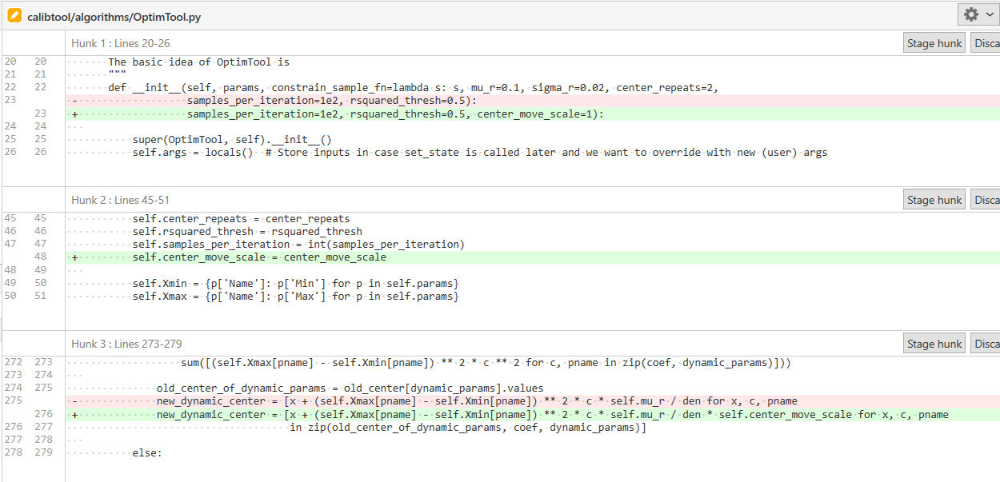 calibtool/algorithms/OptimTool.py
Hunk 1 : Lines 20-26
Stage hunk
Disca
20 20 The basic idea of OptimTool is
21 21 """
22 22 def __init__(self, params, constrain_sample_fn=lambda s: s, mu_r=0.1, sigma_r=0.02, center_repeats=2,
23 - samples_per_iteration=1e2, rsquared_thresh=0.5):
23 + samples_per_iteration=1e2, rsquared_thresh=0.5, center_move_scale=1):
24 24
25 25 super(OptimTool, self).__init__()
26 26 self.args = locals() # Store inputs in case set_state is called later and we want to override with new (user) args
Hunk 2 : Lines 45-51
Stage hunk
Disca
45 45 self.center_repeats = center_repeats
46 46 self.rsquared_thresh = rsquared_thresh
47 47 self.samples_per_iteration = int(samples_per_iteration)
48 + self.center_move_scale = center_move_scale
48 49
49 50 self.Xmin = {p['Name']: p['Min'] for p in self.params}
50 51 self.Xmax = {p['Name']: p['Max'] for p in self.params}
Hunk 3 : Lines 273-279
Stage hunk
Disca
272 273 sum([(self.Xmax[pname] - self.Xmin[pname]) ** 2 * c ** 2 for c, pname in zip(coef, dynamic_params)]))
273 274
274 275 old_center_of_dynamic_params = old_center[dynamic_params].values
275 - new_dynamic_center = [x + (self.Xmax[pname] - self.Xmin[pname]) ** 2 * c * self.mu_r / den for x, c, pname
276 + new_dynamic_center = [x + (self.Xmax[pname] - self.Xmin[pname]) ** 2 * c * self.mu_r / den * self.center_move_scale for x, c, pname
276 277 in zip(old_center_of_dynamic_params, coef, dynamic_params)]
277 278
278 279 else: